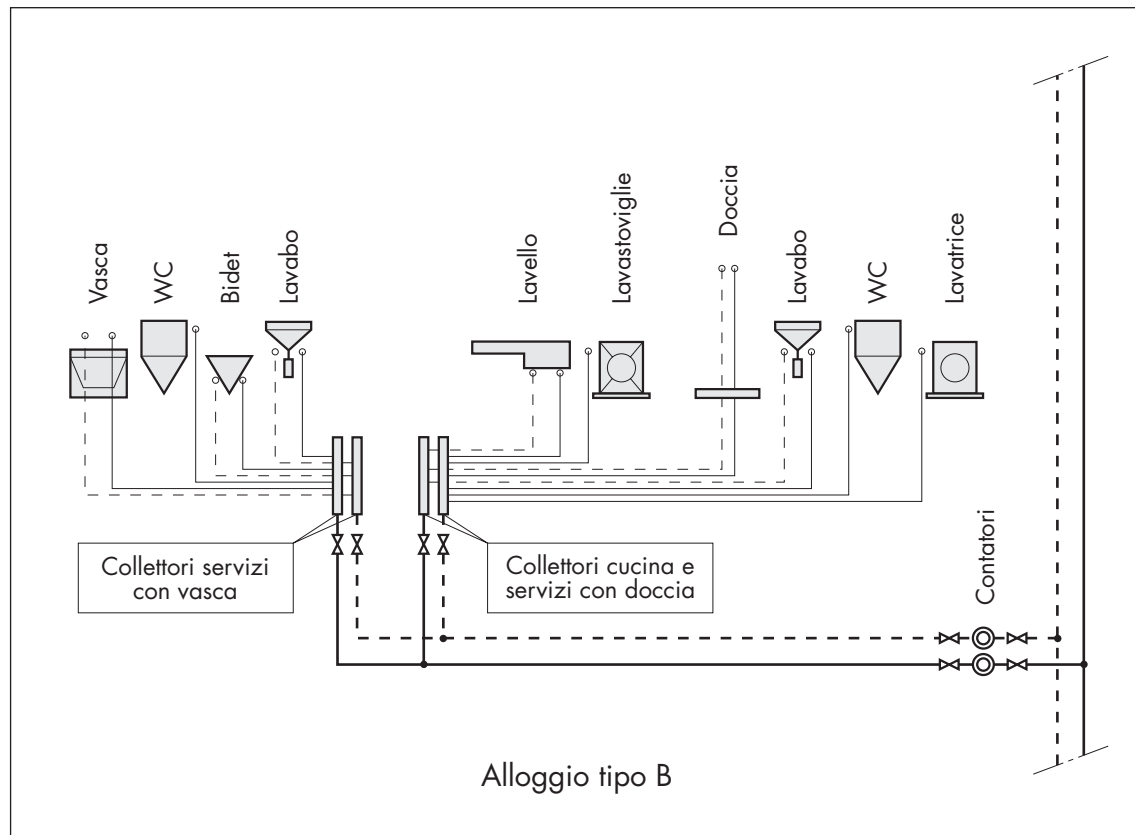 Vasca
WC
Bidet
Lavabo
Lavello
Lavastoviglie
Doccia
Lavabo
WC
Lavatrice
Collettori servizi
con vasca
Collettori cucina e
servizi con doccia
Contatori
Alloggio tipo B